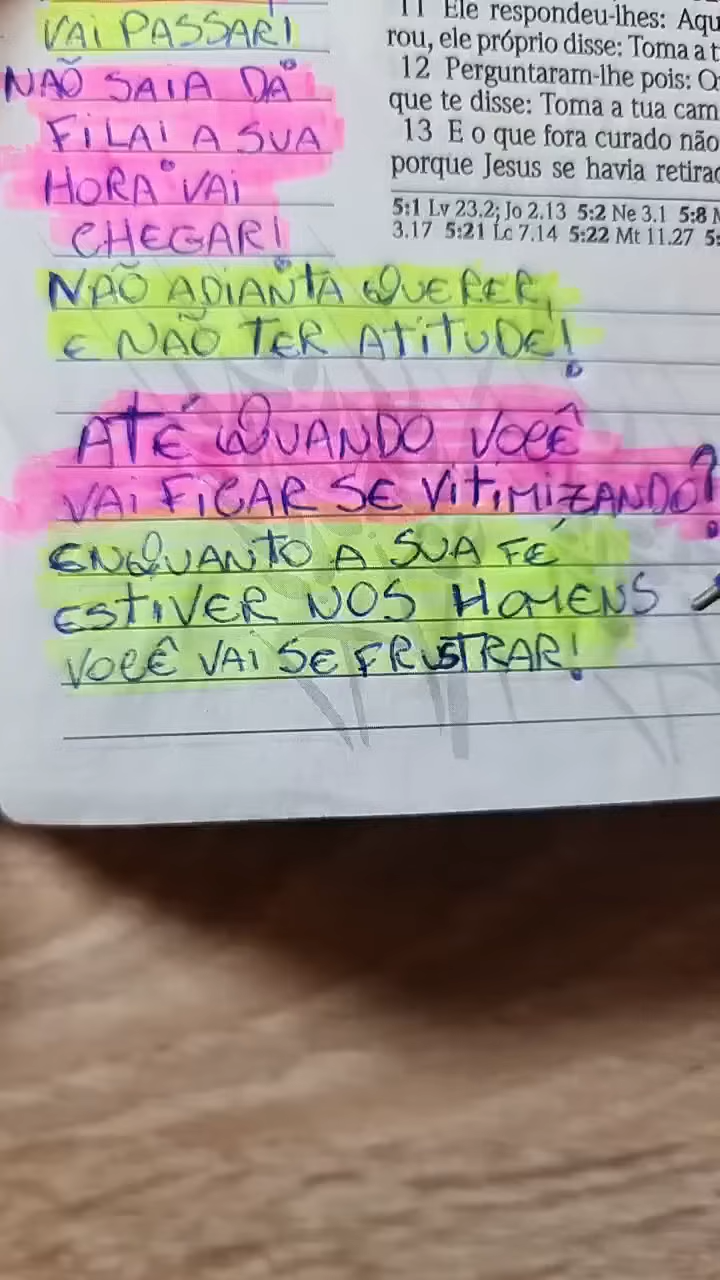 VAI PASSAR!
NÃO SAIA DA
FILA! A SUA
HORA VAI
CHEGAR!
NÃO ADIANTA QUERER,
E NÃO TER ATITUDE!
ATÉ QUANDO VOCÊ
VAI FICAR SE VITIMIZANDO?
ENQUANTO A SUA FÉ
ESTIVER NOS HOMENS
VOCÊ VAI SE FRUSTRAR!
11 Ele respondeu-lhes:
rou, ele próprio disse: Toma a
12 Perguntaram-lhe pois:
que te disse: Toma a tua
13 E o que fora curado não
porque Jesus se havia
5:1 Lv 23.2; Jo 2.13 5:2 Ne 3.1 5:8
3.17 5:21 Lc 7.14 5:22 Mt 11.27